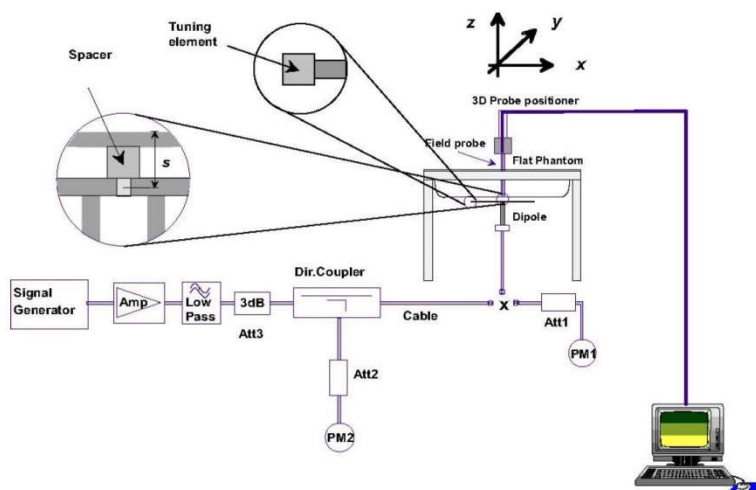 Tuning
element
Spacer
s
z
y
x
3D Probe positioner
Field probe
Flat Phantom
Dipole
Signal
Generator
Amp
Low
Pass
3dB
Att3
Dir.Coupler
Cable
x
Att1
PM1
Att2
PM2